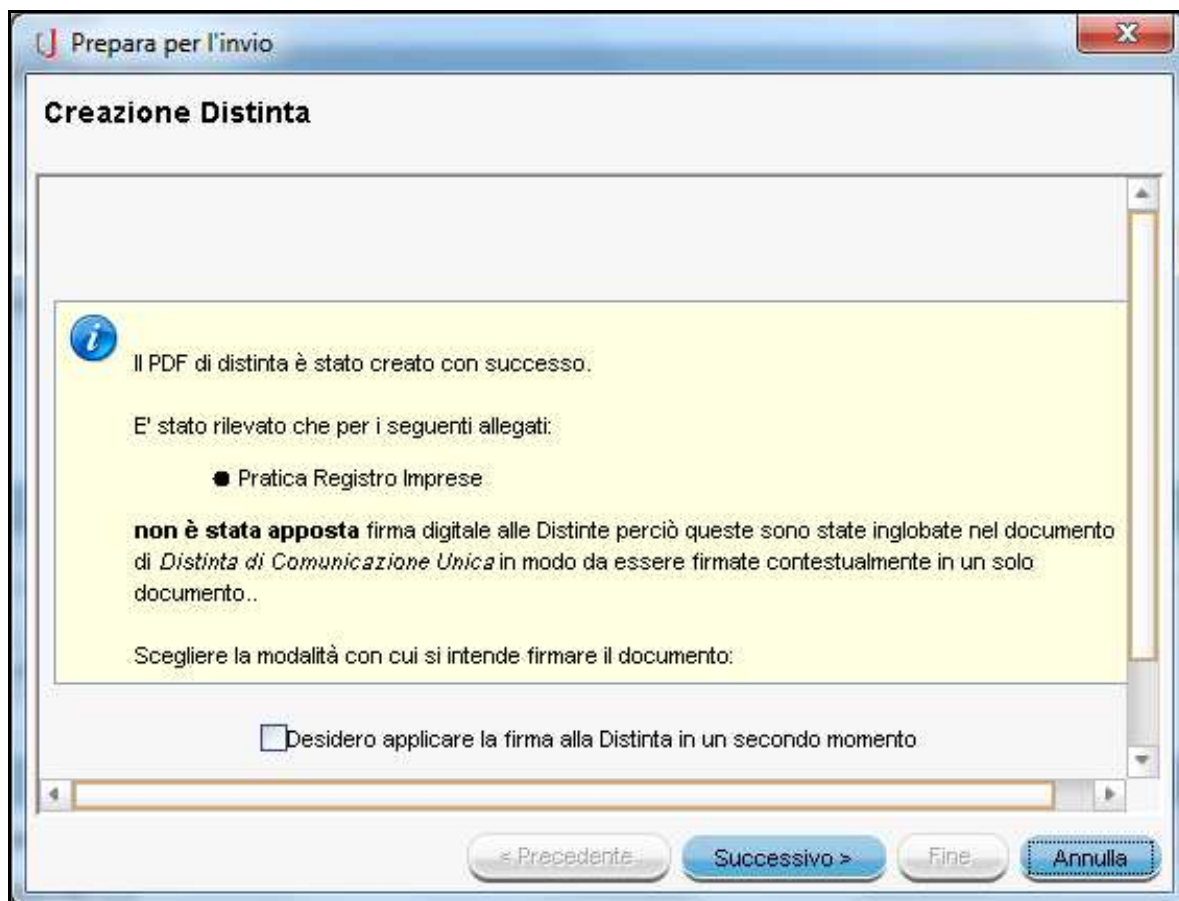 Prepara per l'invio
Creazione Distinta
Il PDF di distinta è stato creato con successo.
E' stato rilevato che per i seguenti allegati:
● Pratica Registro Imprese
non è stata apposta firma digitale alle Distinte perciò queste sono state inglobate nel documento
di Distinta di Comunicazione Unica in modo da essere firmate contestualmente in un solo
documento..
Scegliere la modalità con cui si intende firmare il documento:
Desidero applicare la firma alla Distinta in un secondo momento
< Precedente
Successivo >
Fine
Annulla